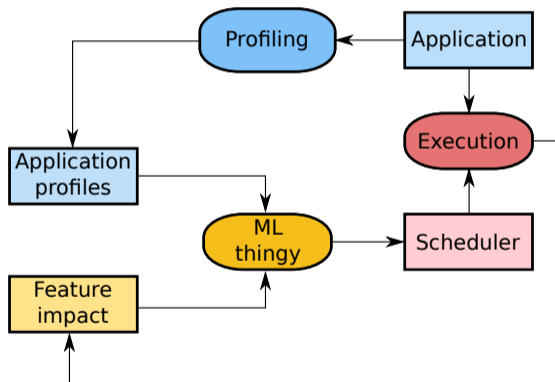 Profiling
Application
Execution
Application
profiles
ML
thingy
Scheduler
Feature
impact